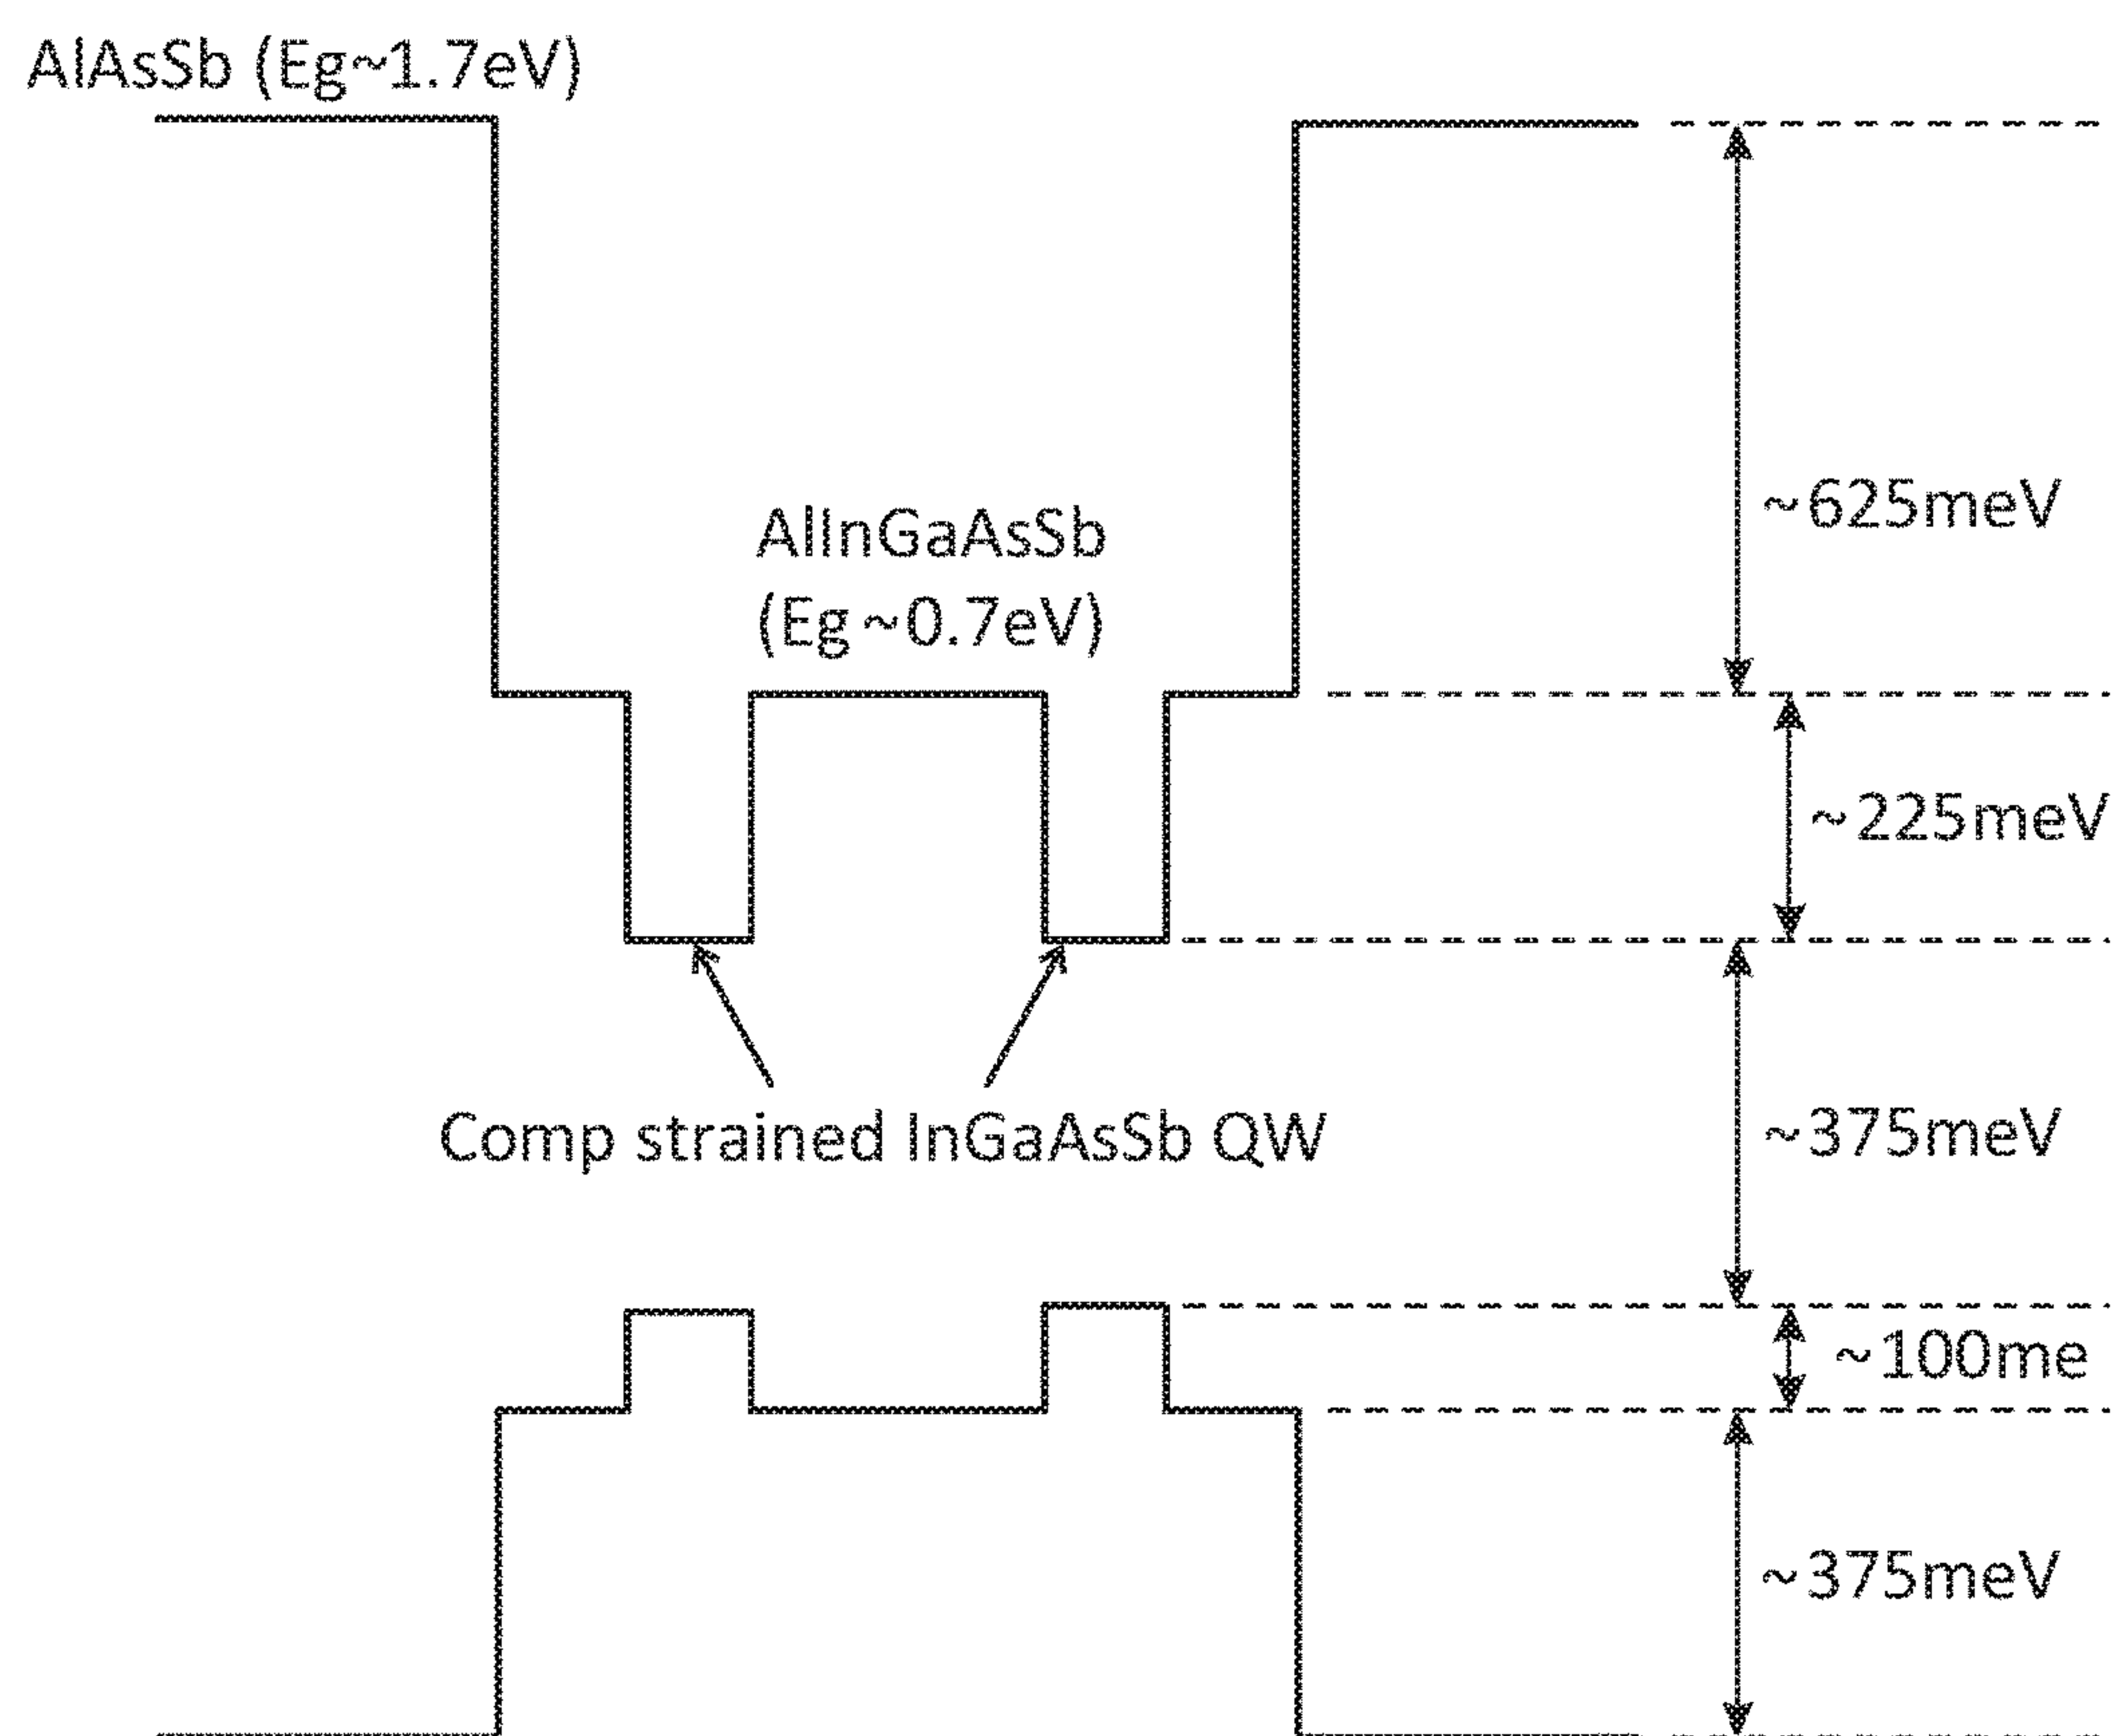 AlAsSb (Eg~1.7eV)
~625meV
AlInGaAsSb
(Eg ~0.7eV)
~225meV
Comp strained InGaAsSb QW
~375meV
~100me
~375meV